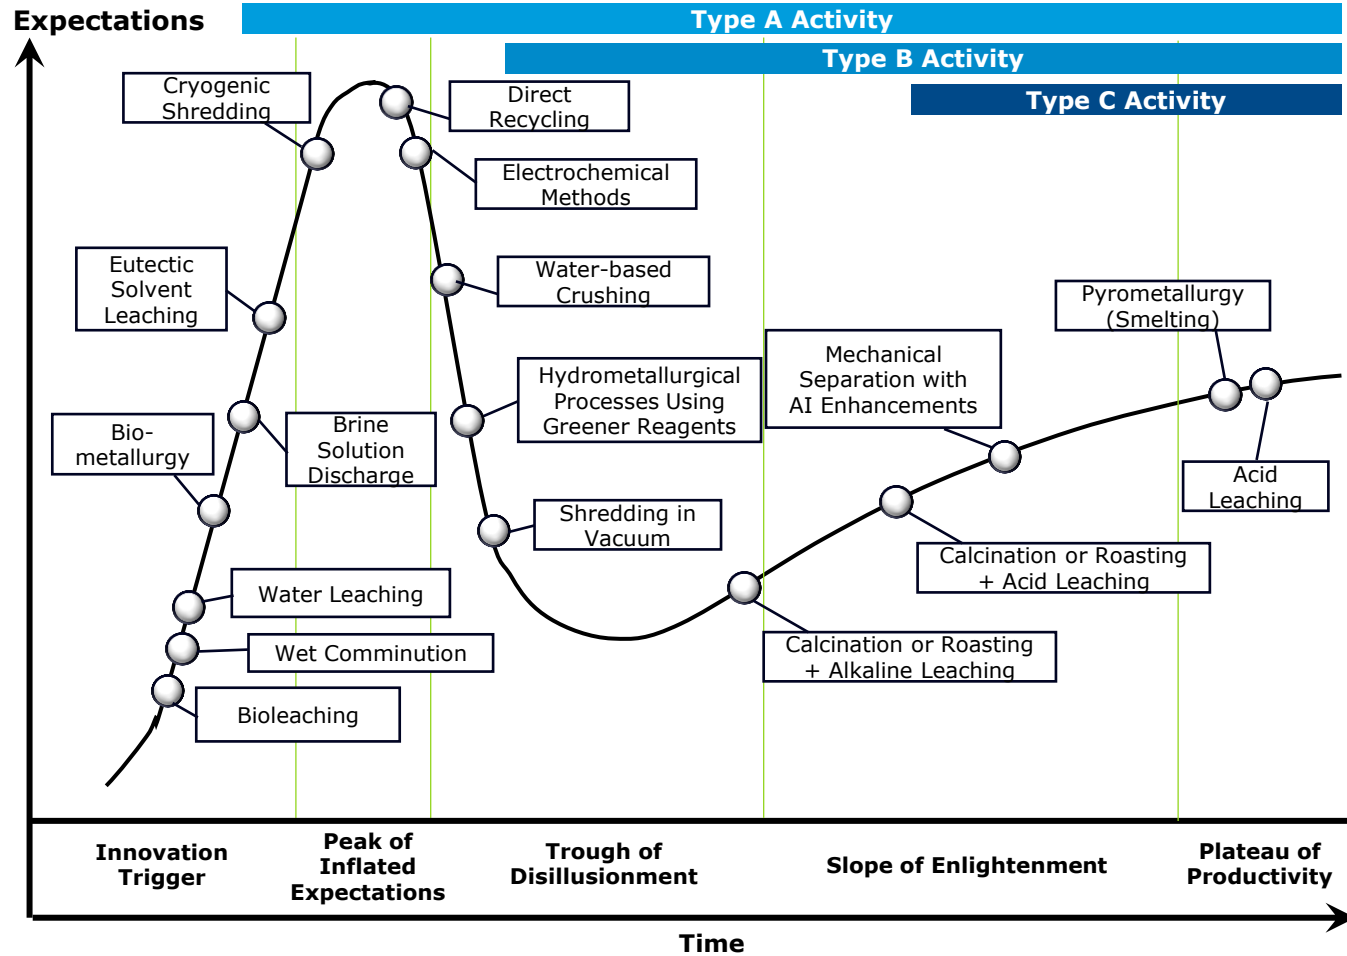 Expectations
Type A Activity
Type B Activity
Type C Activity
Cryogenic
Shredding
Direct
Recycling
Electrochemical
Methods
Eutectic
Solvent
Leaching
Water-based
Crushing
Pyrometallurgy
(Smelting)
Mechanical
Separation with
AI Enhancements
Hydrometallurgical
Processes Using
Greener Reagents
Bio-
metallurgy
Brine
Solution
Discharge
Acid
Leaching
Shredding in
Vacuum
Calcination or Roasting
+ Acid Leaching
Water Leaching
Wet Comminution
Calcination or Roasting
+ Alkaline Leaching
Bioleaching
Innovation
Trigger
Peak of
Inflated
Expectations
Trough of
Disillusionment
Slope of Enlightenment
Plateau of
Productivity
Time